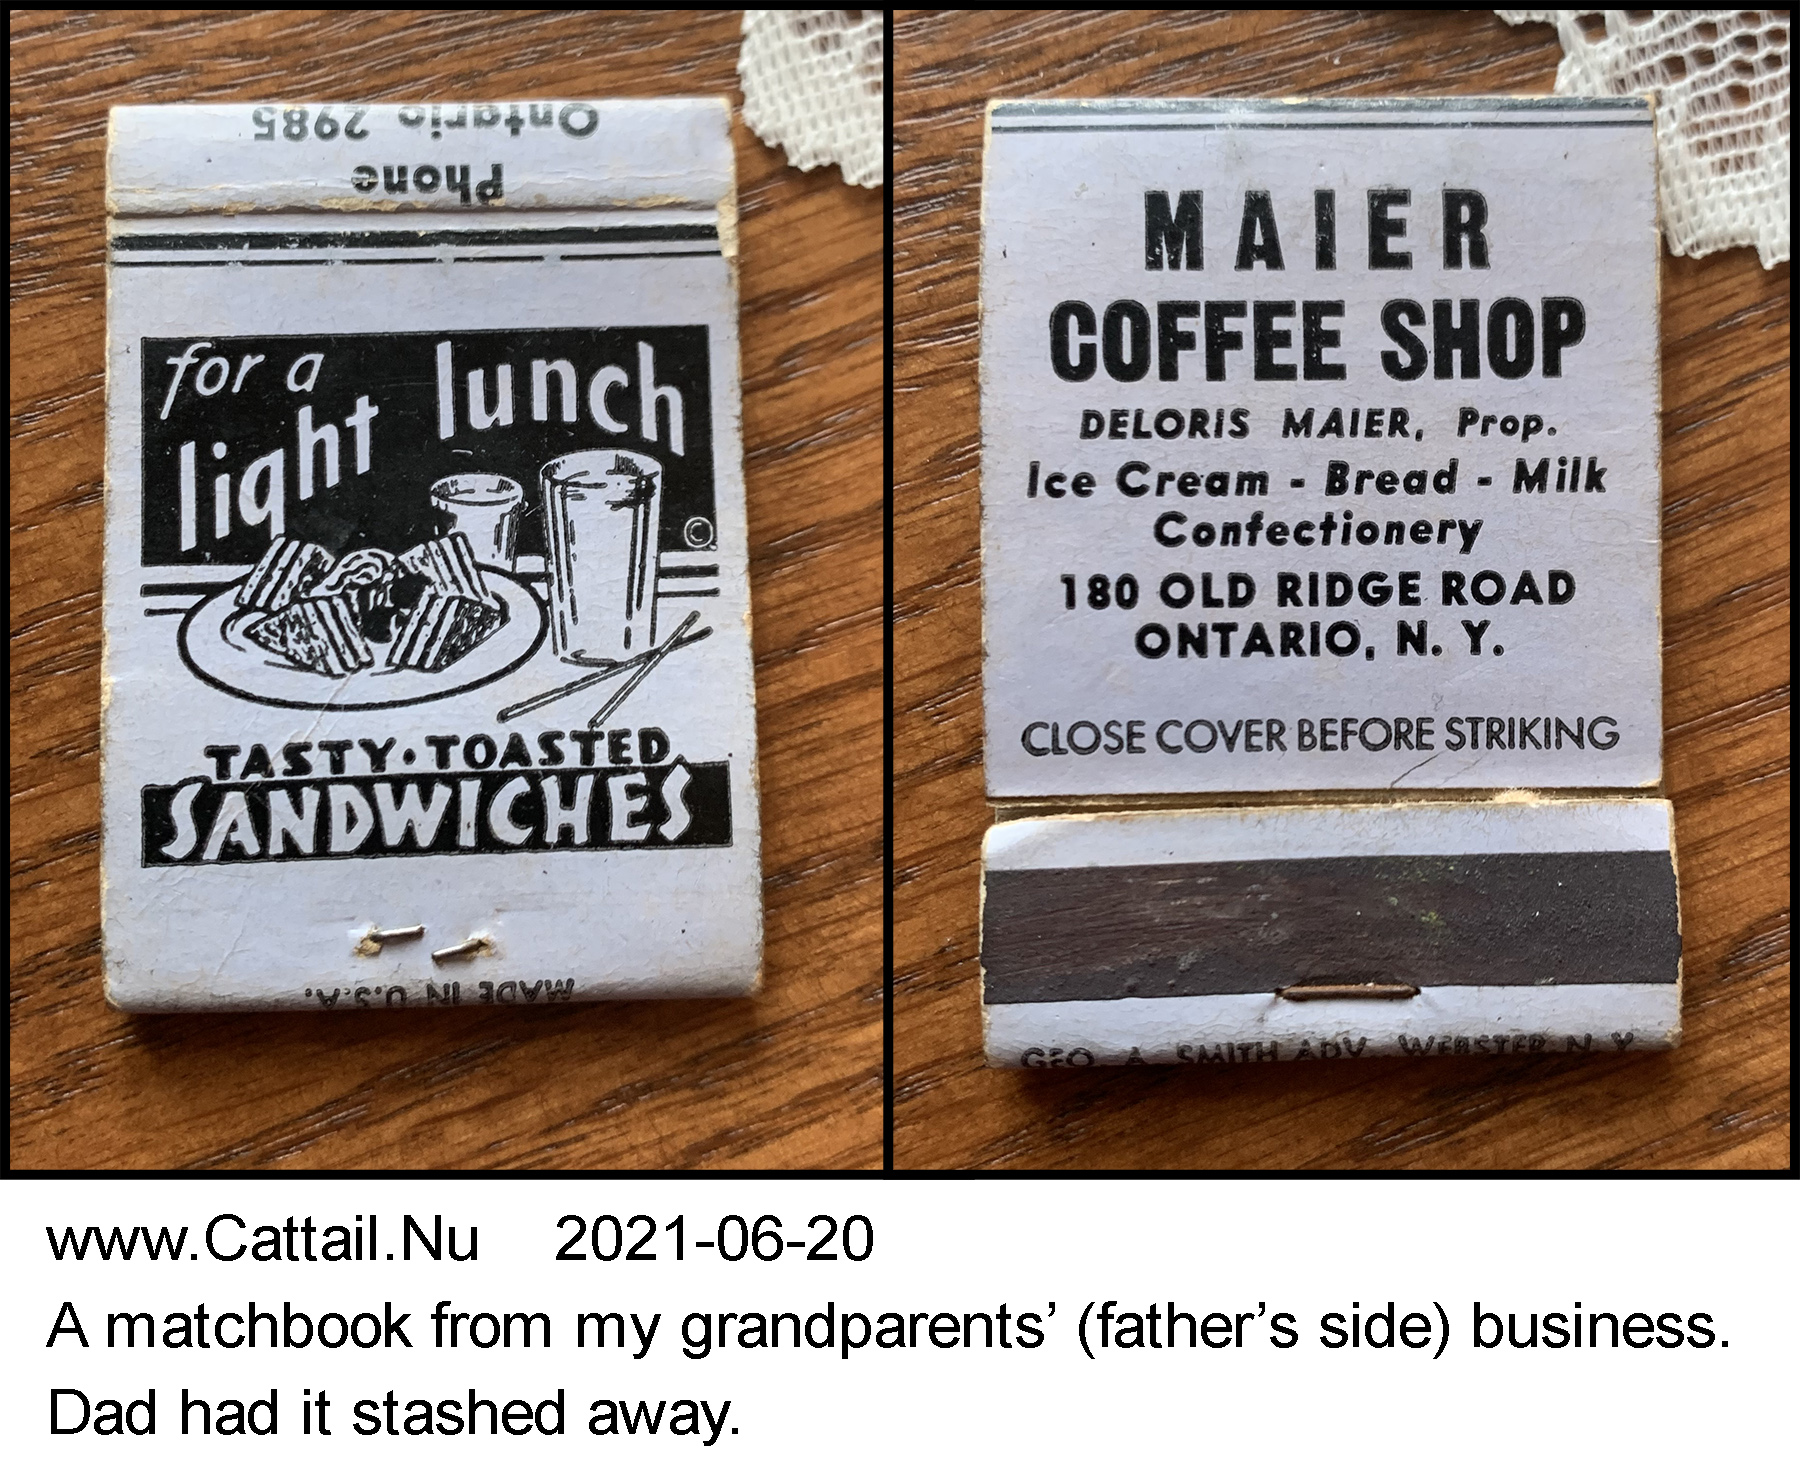 Phone
Ontario 2985
for a
light lunch
©
TASTY • TOASTED
SANDWICHES
MADE IN U.S.A.
MAIER
COFFEE SHOP
DELORIS MAIER, Prop.
Ice Cream - Bread - Milk
Confectionery
180 OLD RIDGE ROAD
ONTARIO, N. Y.
CLOSE COVER BEFORE STRIKING
GEO. A. SMITH ADV. WEBSTER N. Y.
www.Cattail.Nu 2021-06-20
A matchbook from my grandparents’ (father’s side) business.
Dad had it stashed away.